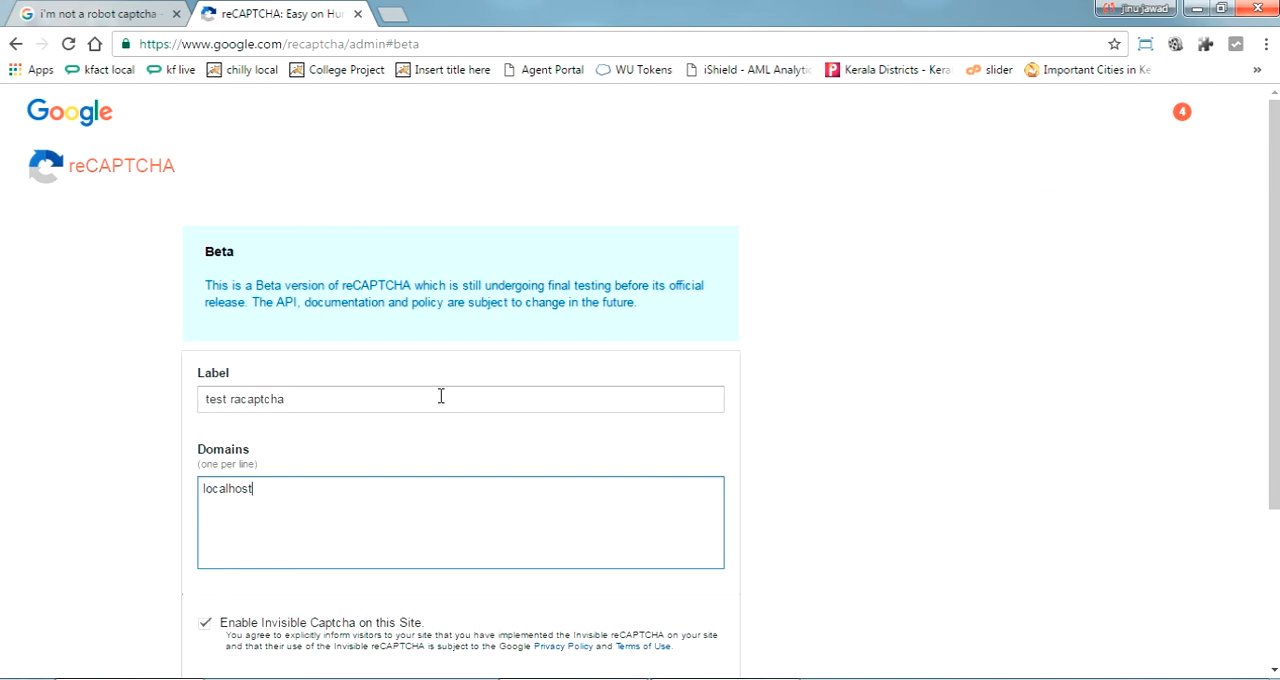 i'm not a robot captcha -
reCAPTCHA: Easy on Hu
jinu jawad
https://www.google.com/recaptcha/admin#beta
Apps kfact local kf live chilly local College Project Insert title here Agent Portal WU Tokens iShield - AML Analytic Kerala Districts - Kera slider Important Cities in Ke »
Google
4
reCAPTCHA
Beta
This is a Beta version of reCAPTCHA which is still undergoing final testing before its official
release. The API, documentation and policy are subject to change in the future.
Label
test racaptcha
Domains
(one per line)
localhost
Enable Invisible Captcha on this Site.
You agree to explicitly inform visitors to your site that you have implemented the Invisible reCAPTCHA on your site
and that their use of the Invisible reCAPTCHA is subject to the Google Privacy Policy and Terms of Use.